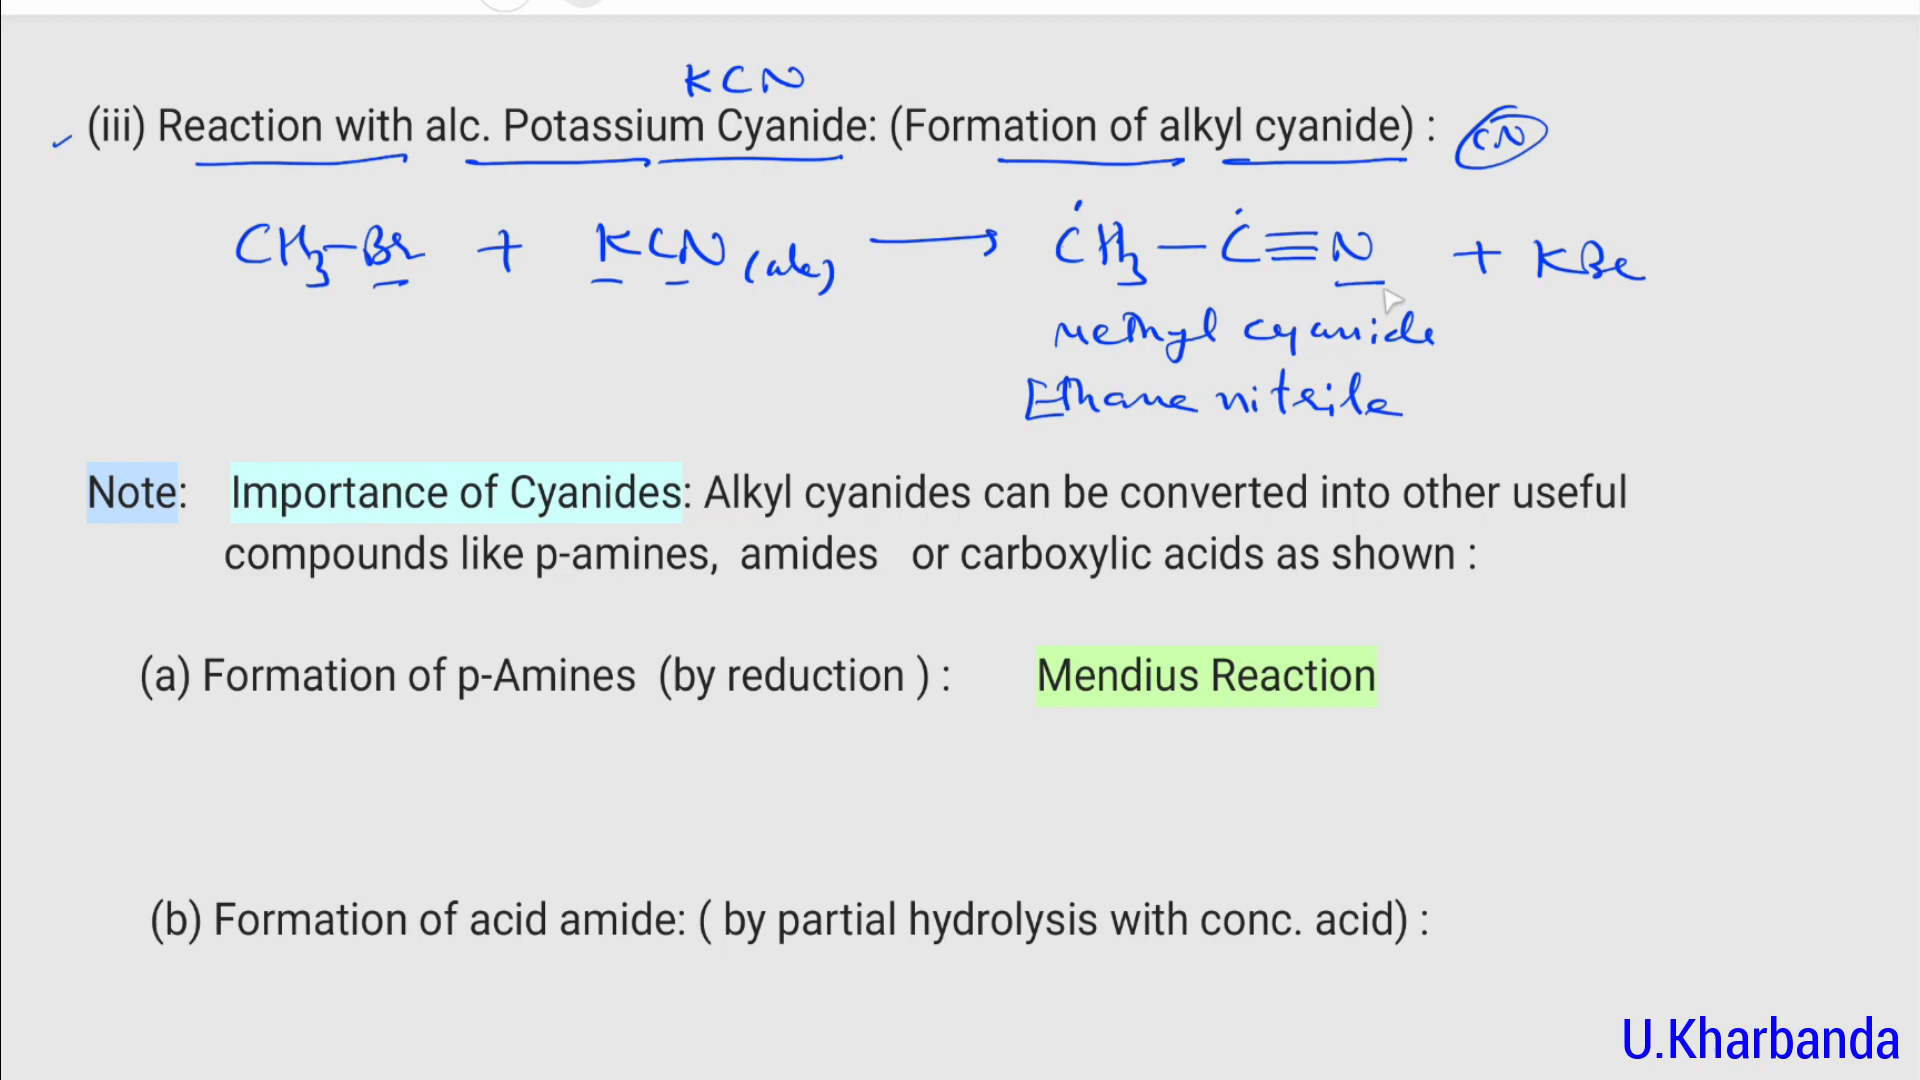 KCN
(iii) Reaction with alc. Potassium Cyanide: (Formation of alkyl cyanide) : CN
CH3-Br + KCN (alc) → CH3-C≡N + KBr
Methyl cyanide
Ethane nitrile
Note: Importance of Cyanides: Alkyl cyanides can be converted into other useful
compounds like p-amines, amides or carboxylic acids as shown :
(a) Formation of p-Amines (by reduction ) : Mendius Reaction
(b) Formation of acid amide: ( by partial hydrolysis with conc. acid) :
U.Kharbanda